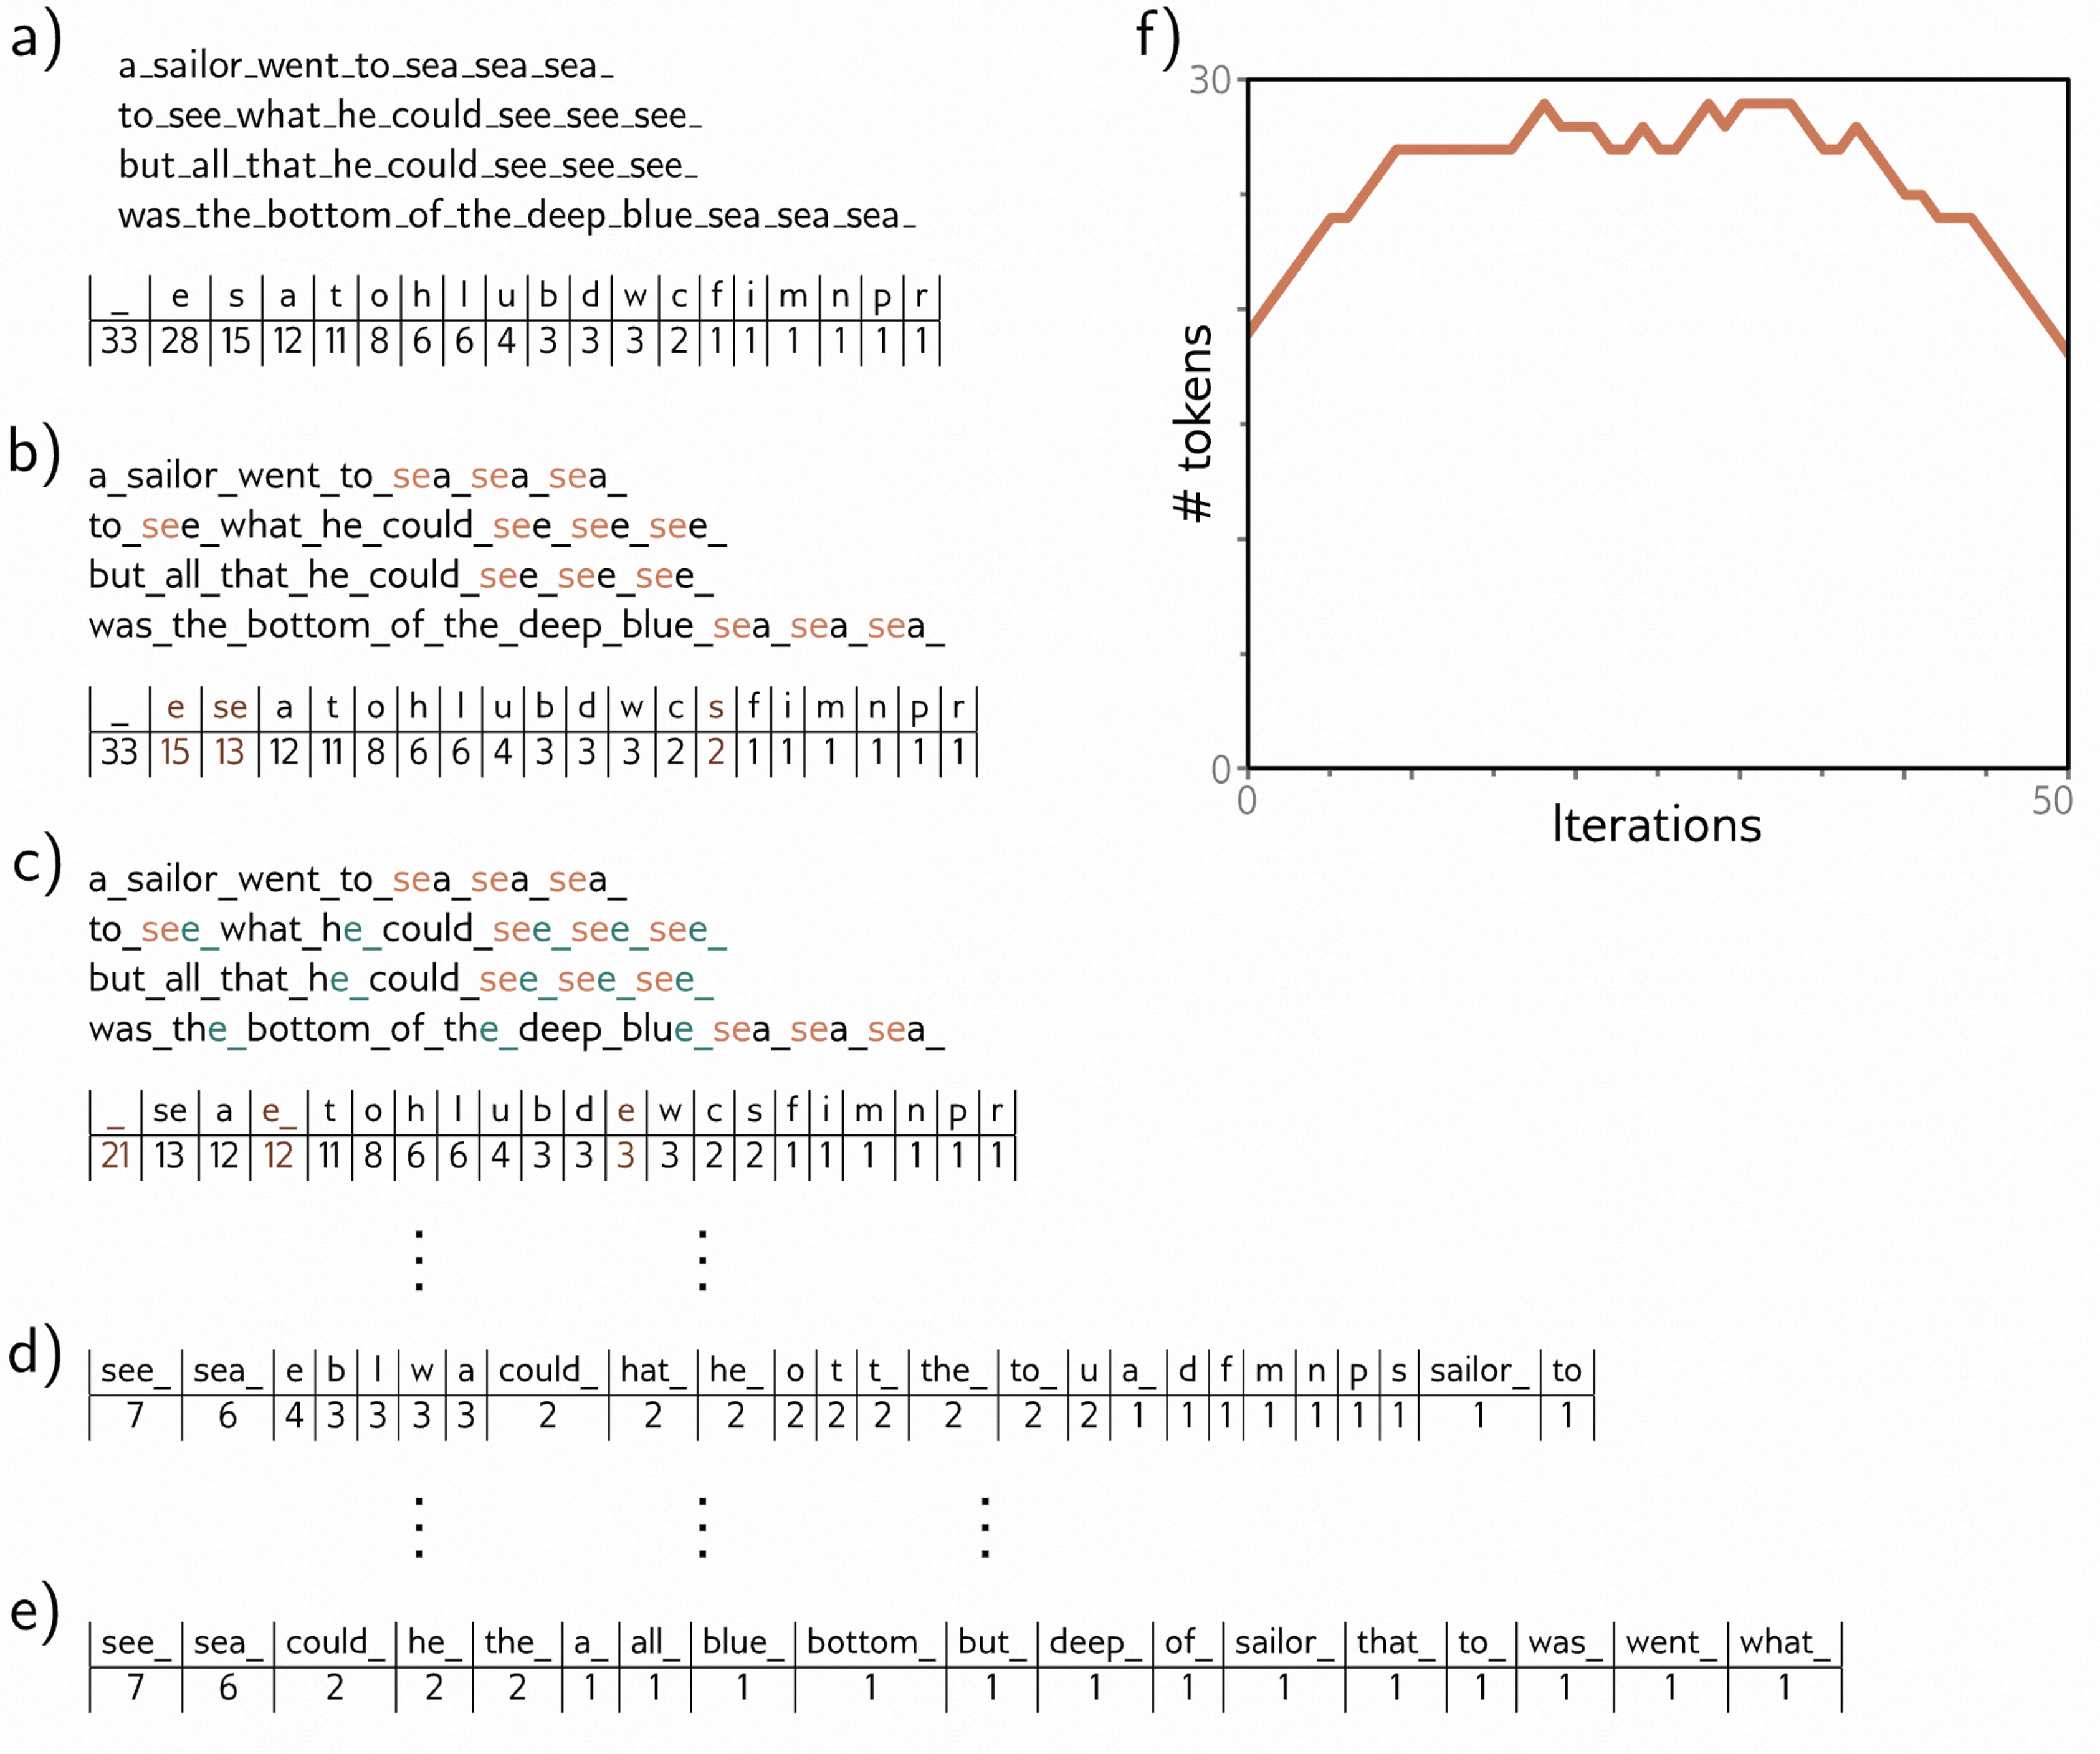 a)
a_sailor_went_to_sea_sea_sea_
to_see_what_he_could_see_see_see_
but_all_that_he_could_see_see_see_
was_the_bottom_of_the_deep_blue_sea_sea_sea_
_ e s a t o h l u b d w c f i m n p r
33 28 15 12 11 8 6 6 4 3 3 3 2 1 1 1 1 1 1
b)
a_sailor_went_to_sea_sea_sea_
to_see_what_he_could_see_see_see_
but_all_that_he_could_see_see_see_
was_the_bottom_of_the_deep_blue_sea_sea_sea_
_ e se a t o h l u b d w c s f i m n p r
33 15 13 12 11 8 6 6 4 3 3 3 2 2 1 1 1 1 1 1
c)
a_sailor_went_to_sea_sea_sea_
to_see_what_he_could_see_see_see_
but_all_that_he_could_see_see_see_
was_the_bottom_of_the_deep_blue_sea_sea_sea_
_ se a e_ t o h l u b d e w c s f i m n p r
21 13 12 12 11 8 6 6 4 3 3 3 3 2 2 1 1 1 1 1 1
d)
see_ sea_ e b l w a could_ hat_ he_ o t t_ the_ to_ u a_ d f m n p s sailor_ to
7 6 4 3 3 3 3 2 2 2 2 2 2 2 2 2 1 1 1 1 1 1 1 1 1
e)
see_ sea_ could_ he_ the_ a_ all_ blue_ bottom_ but_ deep_ of_ sailor_ that_ to_ was_ went_ what_
7 6 2 2 2 1 1 1 1 1 1 1 1 1 1 1 1 1
f)
30
# tokens
0
0 50
Iterations